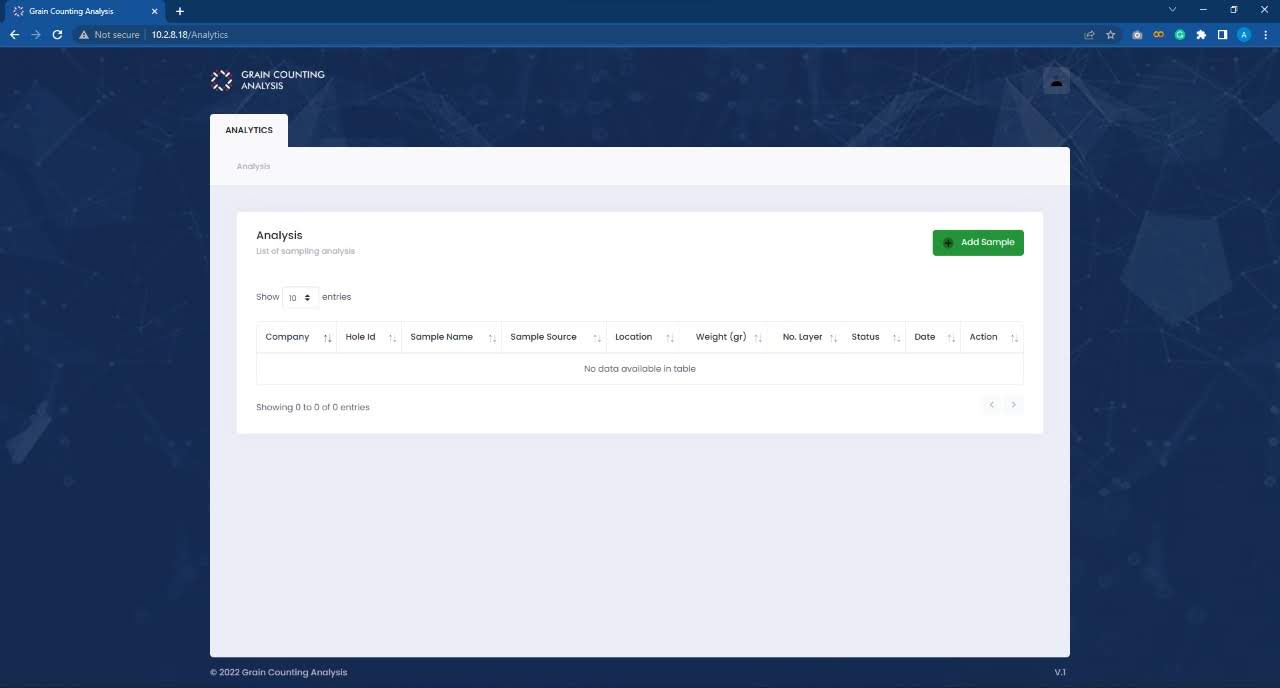 Grain Counting Analysis
Not secure 10.2.8.18/Analytics
A
GRAIN COUNTING
ANALYSIS
ANALYTICS
Analysis
Analysis
List of sampling analysis
Add Sample
Show 10 entries
Company Hole Id Sample Name Sample Source Location Weight (gr) No. Layer Status Date Action
No data available in table
Showing 0 to 0 of 0 entries
© 2022 Grain Counting Analysis V.1